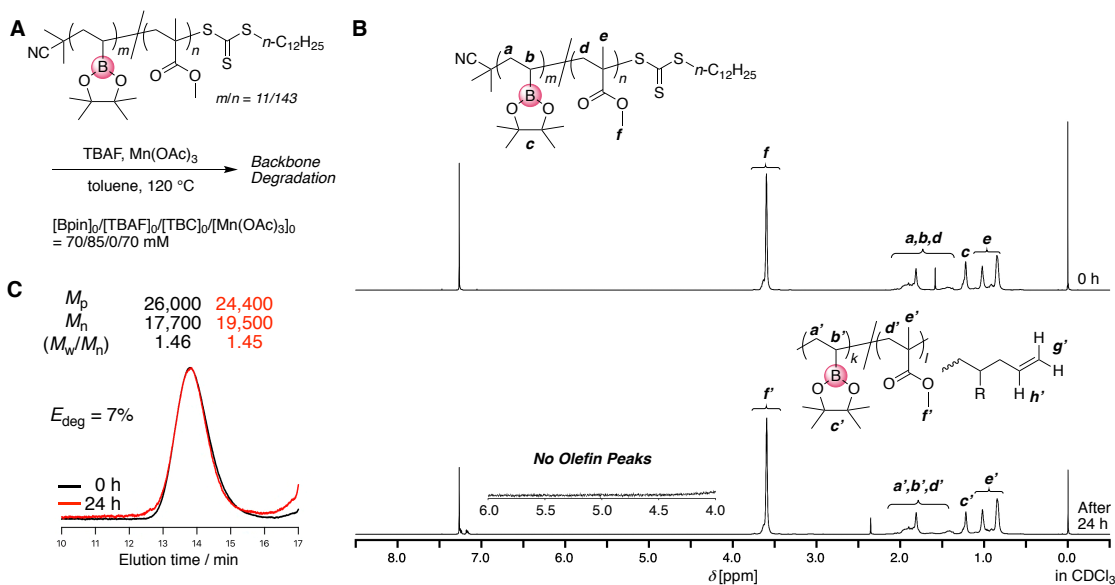 A
NC
m
n
S
S
S
n-C12H25
B
O
O
O
O
m/n = 11/143
TBAF, Mn(OAc)3
toluene, 120 °C
Backbone
Degradation
[Bpin]0/[TBAF]0/[TBC]0/[Mn(OAc)3]0
= 70/85/0/70 mM
C
Mp
26,000
24,400
Mn
17,700
19,500
(Mw/Mn)
1.46
1.45
Edeg = 7%
0 h
24 h
10 11 12 13 14 15 16 17
Elution time / min
B
a
b
d
e
NC
m
n
S
S
S
n-C12H25
B
O
O
O
O
c
f
f
a,b,d
c
e
0 h
a'
b'
d'
e'
k
l
B
O
O
O
O
c'
f'
H
g'
H
R
H
h'
f'
No Olefin Peaks
6.0 5.5 5.0 4.5 4.0
a',b',d'
c'
e'
After
24 h
8.0 7.0 6.0 5.0 4.0 3.0 2.0 1.0 0.0
δ [ppm]
in CDCl3